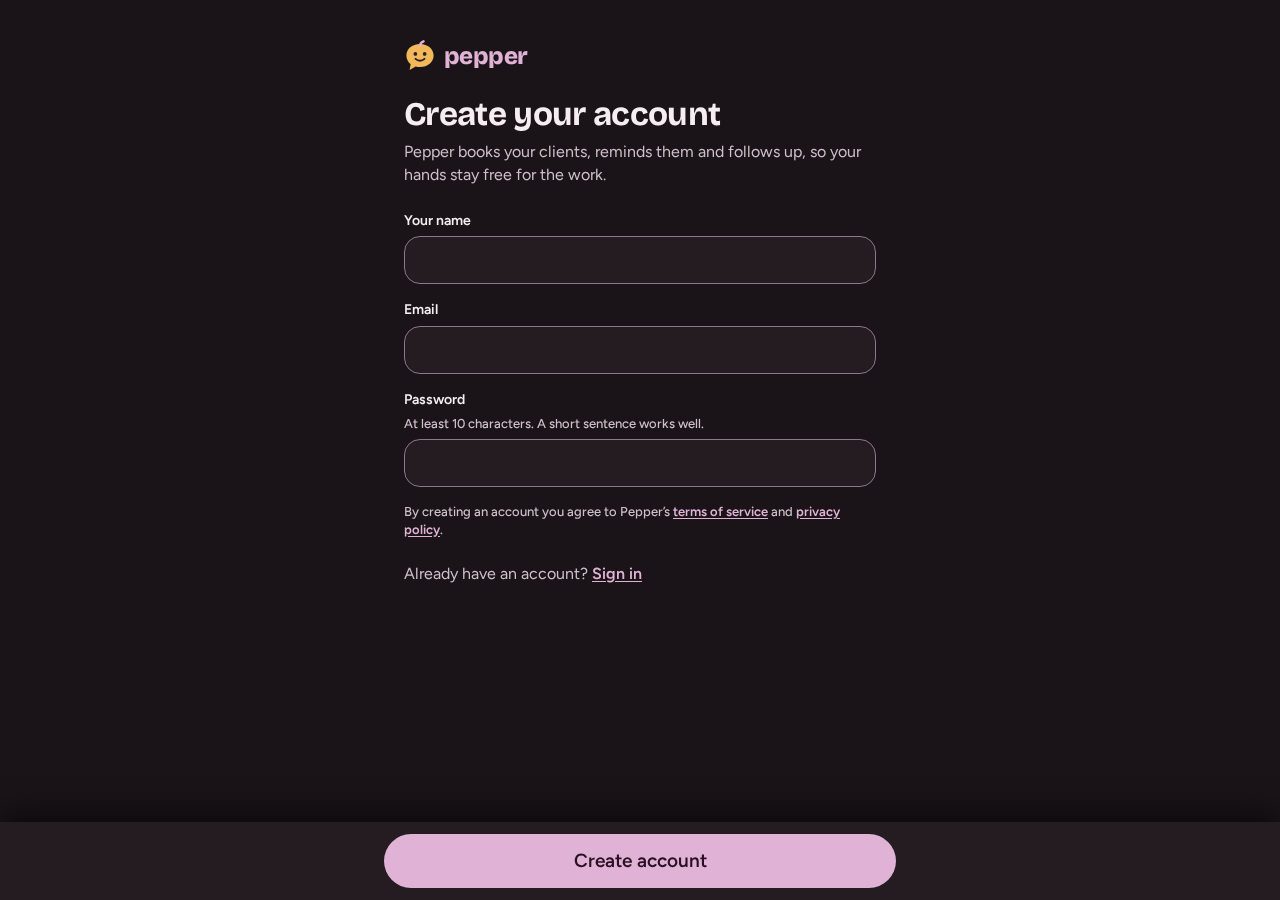 pepper
Create your account
Pepper books your clients, reminds them and follows up, so your
hands stay free for the work.
Your name
Email
Password
At least 10 characters. A short sentence works well.
By creating an account you agree to Pepper’s terms of service and privacy
policy.
Already have an account? Sign in
Create account